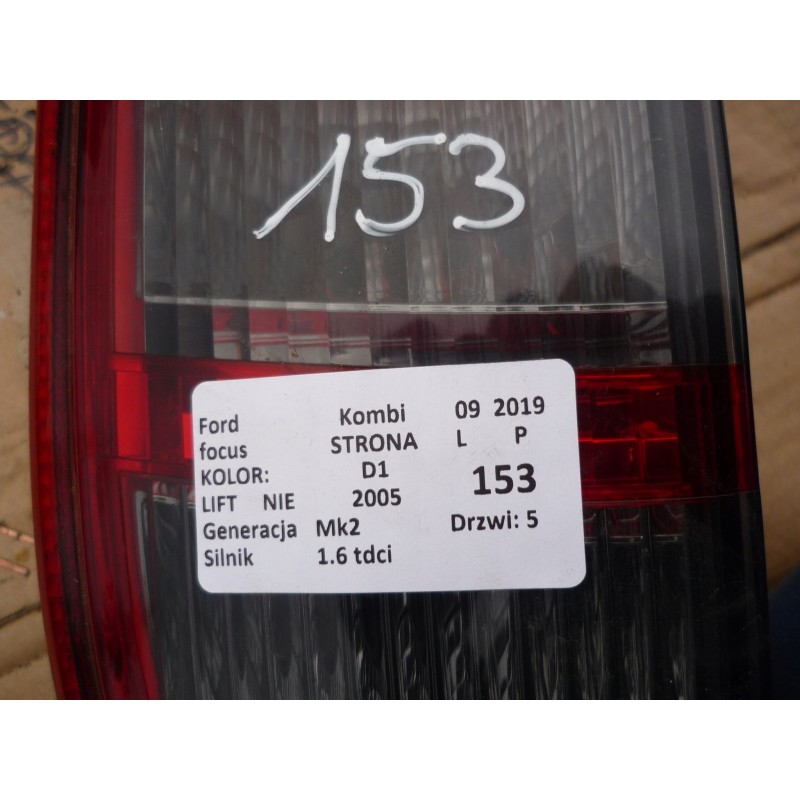 153
Ford Kombi 09 2019
focus STRONA L P
KOLOR: D1 153
LIFT NIE 2005
Generacja Mk2 Drzwi: 5
Silnik 1.6 tdci